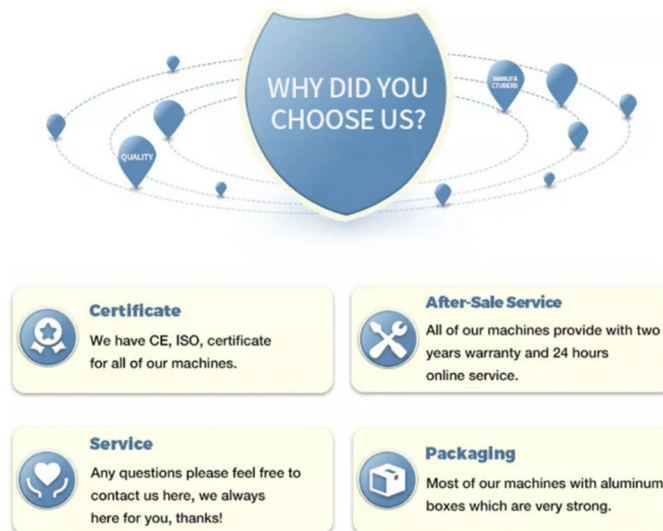 WHY DID YOU
CHOOSE US?
MANUFA
CTURERS
QUALITY
Certificate
We have CE, ISO, certificate
for all of our machines.
After-Sale Service
All of our machines provide with two
years warranty and 24 hours
online service.
Service
Any questions please feel free to
contact us here, we always
here for you, thanks!
Packaging
Most of our machines with aluminum
boxes which are very strong.